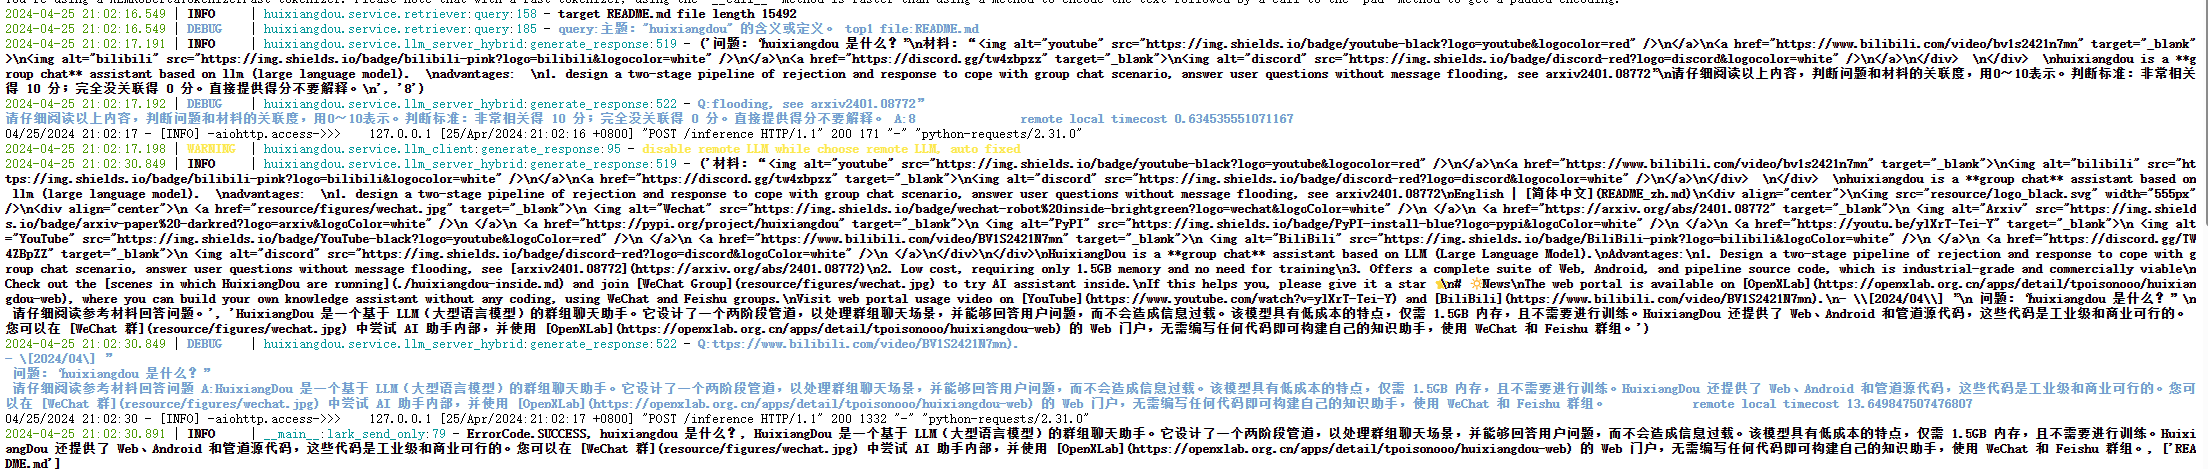 You're using a XLMRobertaTokenizerFast tokenizer. Please note that with a fast tokenizer, using the `__call__` method is faster than using a method to encode the text followed by a call to the `pad` method to get a padded encoding.
2024-04-25 21:02:16.549 | INFO     | huixiangdou.service.retriever:query:158 - target README.md file length 15492
2024-04-25 21:02:16.549 | DEBUG    | huixiangdou.service.retriever:query:185 - query:主题："huixiangdou" 的含义或定义。 top1 file:README.md
2024-04-25 21:02:17.191 | INFO     | huixiangdou.service.llm_server_hybrid:generate_response:519 - ('问题：“huixiangdou 是什么？”\n材料：“<img alt="youtube" src="https://img.shields.io/badge/youtube-black?logo=youtube&logocolor=red" />\n</a>\n<a href="https://www.bilibili.com/video/bv1s2421n7mn" target="_blank"
>\n<img alt="bilibili" src="https://img.shields.io/badge/bilibili-pink?logo=bilibili&logocolor=white" />\n</a>\n<a href="https://discord.gg/tw4zbpzz" target="_blank">\n<img alt="discord" src="https://img.shields.io/badge/discord-red?logo=discord&logocolor=white" />\n</a>\n</div>  \n</div>  \nhuixiangdou is a **g
roup chat** assistant based on llm (large language model).  \nadvantages:  \n1. design a two-stage pipeline of rejection and response to cope with group chat scenario, answer user questions without message flooding, see arxiv2401.08772”\n请仔细阅读以上内容，判断问题和材料的关联度，用0～10表示。判断标准：非常相关
得 10 分；完全没关联得 0 分。直接提供得分不要解释。\n', '8')
2024-04-25 21:02:17.192 | DEBUG    | huixiangdou.service.llm_server_hybrid:generate_response:522 - Q:flooding, see arxiv2401.08772”
请仔细阅读以上内容，判断问题和材料的关联度，用0～10表示。判断标准：非常相关得 10 分；完全没关联得 0 分。直接提供得分不要解释。 A:8            remote local timecost 0.634535551071167
04/25/2024 21:02:17 - [INFO] -aiohttp.access->>>    127.0.0.1 [25/Apr/2024:21:02:16 +0800] "POST /inference HTTP/1.1" 200 171 "-" "python-requests/2.31.0"
2024-04-25 21:02:17.198 | WARNING  | huixiangdou.service.llm_client:generate_response:95 - disable remote LLM while choose remote LLM, auto fixed
2024-04-25 21:02:30.849 | INFO     | huixiangdou.service.llm_server_hybrid:generate_response:519 - ('材料：“<img alt="youtube" src="https://img.shields.io/badge/youtube-black?logo=youtube&logocolor=red" />\n</a>\n<a href="https://www.bilibili.com/video/bv1s2421n7mn" target="_blank">\n<img alt="bilibili" src="ht
tps://img.shields.io/badge/bilibili-pink?logo=bilibili&logocolor=white" />\n</a>\n<a href="https://discord.gg/tw4zbpzz" target="_blank">\n<img alt="discord" src="https://img.shields.io/badge/discord-red?logo=discord&logocolor=white" />\n</a>\n</div>  \n</div>  \nhuixiangdou is a **group chat** assistant based on
 llm (large language model).  \nadvantages:  \n1. design a two-stage pipeline of rejection and response to cope with group chat scenario, answer user questions without message flooding, see arxiv2401.08772\nEnglish | [简体中文](README_zh.md)\n<div align="center">\n<img src="resource/logo_black.svg" width="555px"
/>\n<div align="center">\n <a href="resource/figures/wechat.jpg" target="_blank">\n <img alt="Wechat" src="https://img.shields.io/badge/wechat-robot%20inside-brightgreen?logo=wechat&logoColor=white" />\n </a>\n <a href="https://arxiv.org/abs/2401.08772" target="_blank">\n <img alt="Arxiv" src="https://img.shield
s.io/badge/arxiv-paper%20-darkred?logo=arxiv&logoColor=white" />\n </a>\n <a href="https://pypi.org/project/huixiangdou" target="_blank">\n <img alt="PyPI" src="https://img.shields.io/badge/PyPI-install-blue?logo=pypi&logoColor=white" />\n </a>\n <a href="https://youtu.be/ylXrT-Tei-Y" target="_blank">\n <img alt
="YouTube" src="https://img.shields.io/badge/YouTube-black?logo=youtube&logoColor=red" />\n </a>\n <a href="https://www.bilibili.com/video/BV1S2421N7mn" target="_blank">\n <img alt="BiliBili" src="https://img.shields.io/badge/BiliBili-pink?logo=bilibili&logoColor=white" />\n </a>\n <a href="https://discord.gg/TW
4ZBpZZ" target="_blank">\n <img alt="discord" src="https://img.shields.io/badge/discord-red?logo=discord&logoColor=white" />\n </a>\n</div>\n</div>\nHuixiangDou is a **group chat** assistant based on LLM (Large Language Model).\nAdvantages:\n1. Design a two-stage pipeline of rejection and response to cope with g
roup chat scenario, answer user questions without message flooding, see [arxiv2401.08772](https://arxiv.org/abs/2401.08772)\n2. Low cost, requiring only 1.5GB memory and no need for training\n3. Offers a complete suite of Web, Android, and pipeline source code, which is industrial-grade and commercially viable\n
Check out the [scenes in which HuixiangDou are running](./huixiangdou-inside.md) and join [WeChat Group](resource/figures/wechat.jpg) to try AI assistant inside.\nIf this helps you, please give it a star ⭐\n# 🔆News\nThe web portal is available on [OpenXLab](https://openxlab.org.cn/apps/detail/tpoisonooo/huixian
gdou-web), where you can build your own knowledge assistant without any coding, using WeChat and Feishu groups.\nVisit web portal usage video on [YouTube](https://www.youtube.com/watch?v=ylXrT-Tei-Y) and [BiliBili](https://www.bilibili.com/video/BV1S2421N7mn).\n- \\[2024/04\\] ”\n 问题：“huixiangdou 是什么？”\n
 请仔细阅读参考材料回答问题。', 'HuixiangDou 是一个基于 LLM（大型语言模型）的群组聊天助手。它设计了一个两阶段管道，以处理群组聊天场景，并能够回答用户问题，而不会造成信息过载。该模型具有低成本的特点，仅需 1.5GB 内存，且不需要进行训练。HuixiangDou 还提供了 Web、Android 和管道源代码，这些代码是工业级和商业可行的。
您可以在 [WeChat 群](resource/figures/wechat.jpg) 中尝试 AI 助手内部，并使用 [OpenXLab](https://openxlab.org.cn/apps/detail/tpoisonooo/huixiangdou-web) 的 Web 门户，无需编写任何代码即可构建自己的知识助手，使用 WeChat 和 Feishu 群组。')
2024-04-25 21:02:30.849 | DEBUG    | huixiangdou.service.llm_server_hybrid:generate_response:522 - Q:ttps://www.bilibili.com/video/BV1S2421N7mn).
- \[2024/04\] ”
 问题：“huixiangdou 是什么？”
 请仔细阅读参考材料回答问题 A:HuixiangDou 是一个基于 LLM（大型语言模型）的群组聊天助手。它设计了一个两阶段管道，以处理群组聊天场景，并能够回答用户问题，而不会造成信息过载。该模型具有低成本的特点，仅需 1.5GB 内存，且不需要进行训练。HuixiangDou 还提供了 Web、Android 和管道源代码，这些代码是工业级和商业可行的。您可
以在 [WeChat 群](resource/figures/wechat.jpg) 中尝试 AI 助手内部，并使用 [OpenXLab](https://openxlab.org.cn/apps/detail/tpoisonooo/huixiangdou-web) 的 Web 门户，无需编写任何代码即可构建自己的知识助手，使用 WeChat 和 Feishu 群组。           remote local timecost 13.649847507476807
04/25/2024 21:02:30 - [INFO] -aiohttp.access->>>    127.0.0.1 [25/Apr/2024:21:02:17 +0800] "POST /inference HTTP/1.1" 200 1332 "-" "python-requests/2.31.0"
2024-04-25 21:02:30.891 | INFO     | __main__:lark_send_only:79 - ErrorCode.SUCCESS, huixiangdou 是什么？, HuixiangDou 是一个基于 LLM（大型语言模型）的群组聊天助手。它设计了一个两阶段管道，以处理群组聊天场景，并能够回答用户问题，而不会造成信息过载。该模型具有低成本的特点，仅需 1.5GB 内存，且不需要进行训练。Huixi
angDou 还提供了 Web、Android 和管道源代码，这些代码是工业级和商业可行的。您可以在 [WeChat 群](resource/figures/wechat.jpg) 中尝试 AI 助手内部，并使用 [OpenXLab](https://openxlab.org.cn/apps/detail/tpoisonooo/huixiangdou-web) 的 Web 门户，无需编写任何代码即可构建自己的知识助手，使用 WeChat 和 Feishu 群组。, ['REA
DME.md']